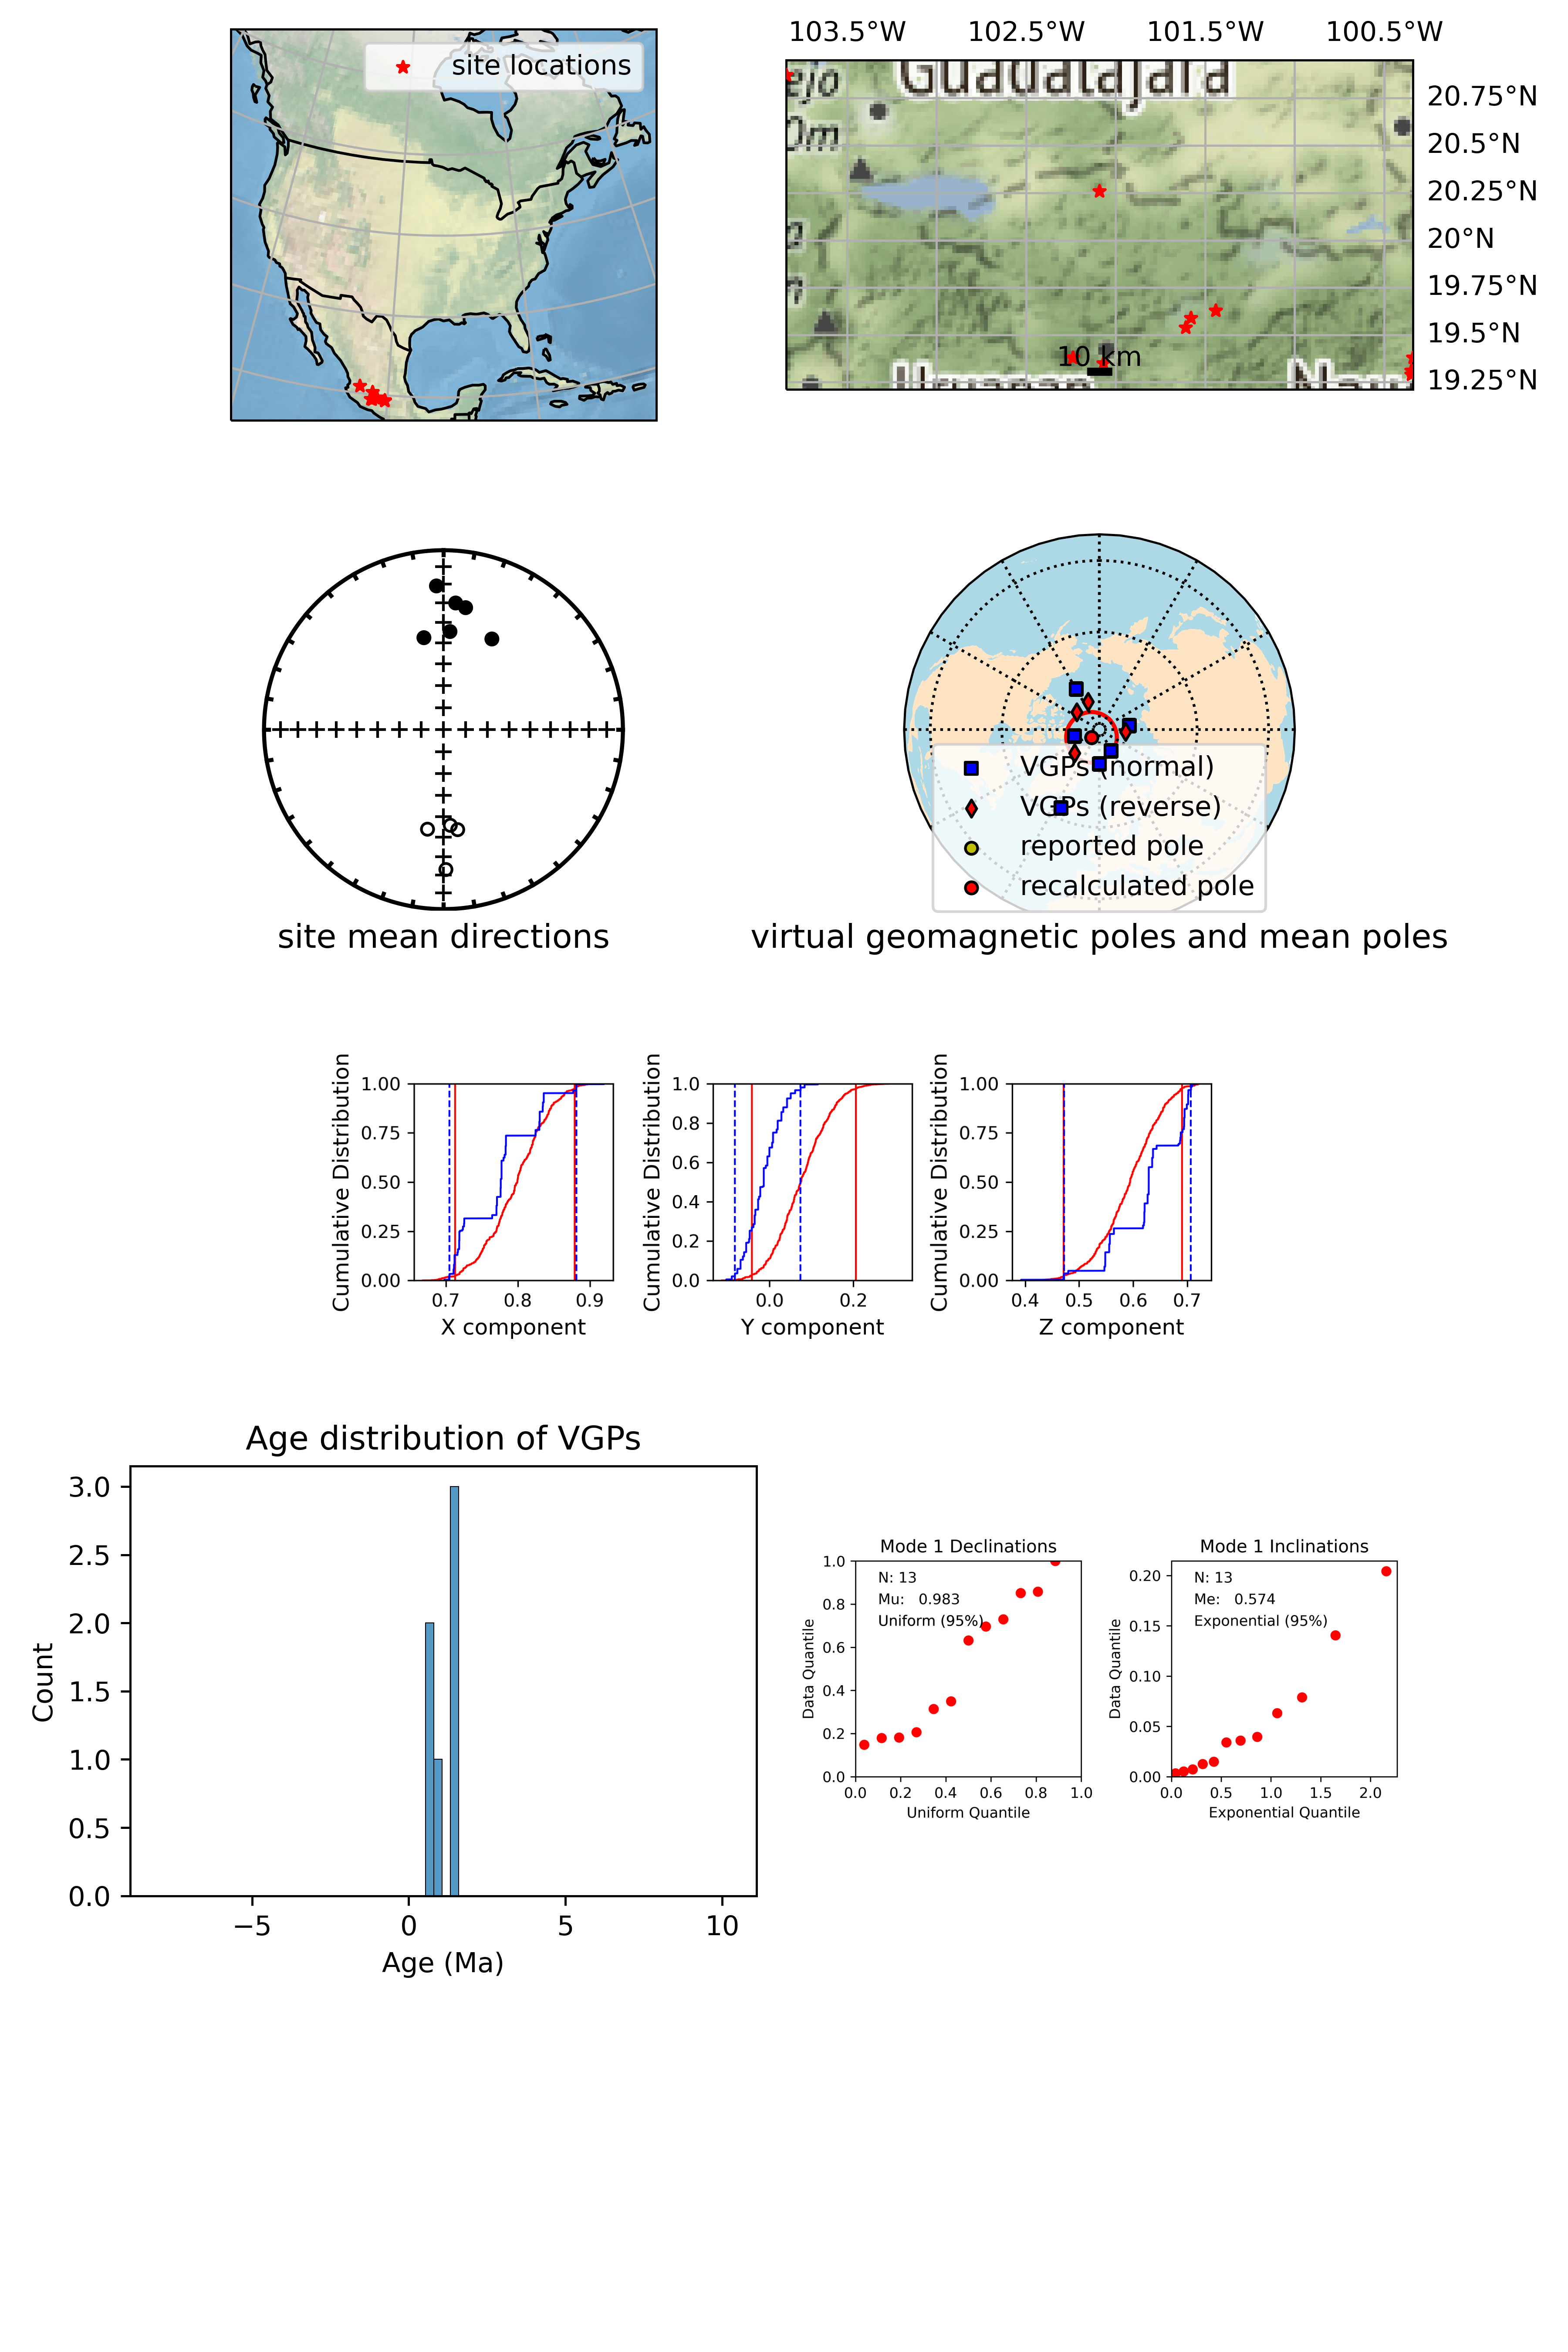 site locations
103.5°W 102.5°W 101.5°W 100.5°W
Guadalajara
ejo
0m
20.75°N
20.5°N
20.25°N
20°N
19.75°N
19.5°N
19.25°N
10 km
site mean directions
VGPs (normal)
VGPs (reverse)
reported pole
recalculated pole
virtual geomagnetic poles and mean poles
Cumulative Distribution
1.00
0.75
0.50
0.25
0.00
0.7 0.8 0.9
X component
Cumulative Distribution
1.0
0.8
0.6
0.4
0.2
0.0
0.0 0.2
Y component
Cumulative Distribution
1.00
0.75
0.50
0.25
0.00
0.4 0.5 0.6 0.7
Z component
Age distribution of VGPs
Count
3.0
2.5
2.0
1.5
1.0
0.5
0.0
−5 0 5 10
Age (Ma)
Mode 1 Declinations
N: 13
Mu: 0.983
Uniform (95%)
Data Quantile
1.0
0.8
0.6
0.4
0.2
0.0
0.0 0.2 0.4 0.6 0.8 1.0
Uniform Quantile
Mode 1 Inclinations
N: 13
Me: 0.574
Exponential (95%)
Data Quantile
0.20
0.15
0.10
0.05
0.00
0.0 0.5 1.0 1.5 2.0
Exponential Quantile